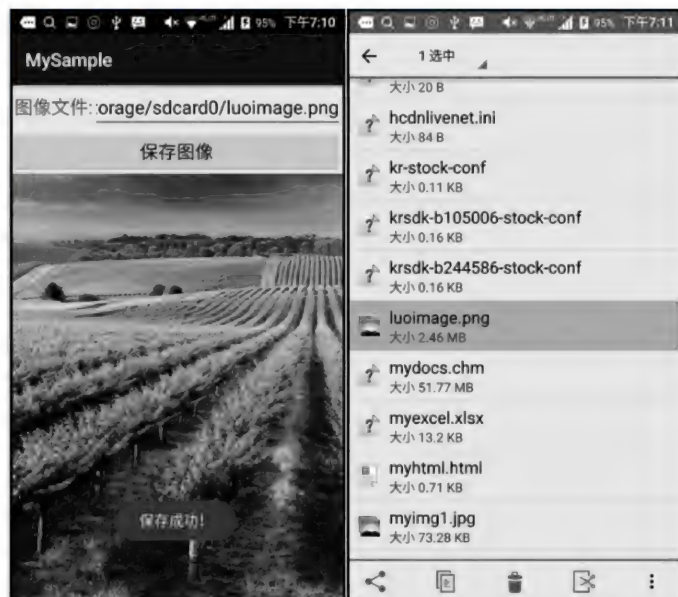 95% 下午7:10
MySample
图像文件: :orage/sdcard0/luoimage.png
保存图像
保存成功!
95% 下午7:11
1 选中
大小 20 B
hcdnlivenet.ini
大小 84 B
kr-stock-conf
大小 0.11 KB
krsdk-b105006-stock-conf
大小 0.16 KB
krsdk-b244586-stock-conf
大小 0.16 KB
luoimage.png
大小 2.46 MB
mydocs.chm
大小 51.77 MB
myexcel.xlsx
大小 13.2 KB
myhtml.html
大小 0.71 KB
myimg1.jpg
大小 73.28 KB